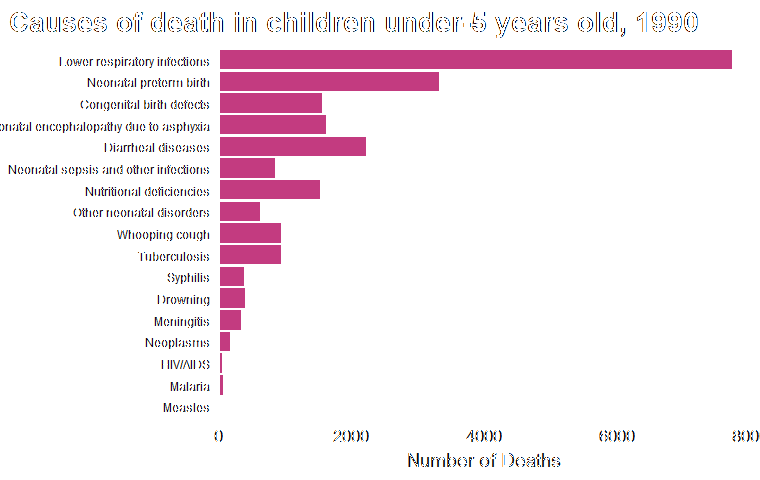 Causes of death in children under-5 years old, 1990
Lower respiratory infections
Neonatal preterm birth
Congenital birth defects
onatal encephalopathy due to asphyxia
Diarrheal diseases
Neonatal sepsis and other infections
Nutritional deficiencies
Other neonatal disorders
Whooping cough
Tuberculosis
Syphilis
Drowning
Meningitis
Neoplasms
HIV/AIDS
Malaria
Measles
0 2000 4000 6000 800
Number of Deaths